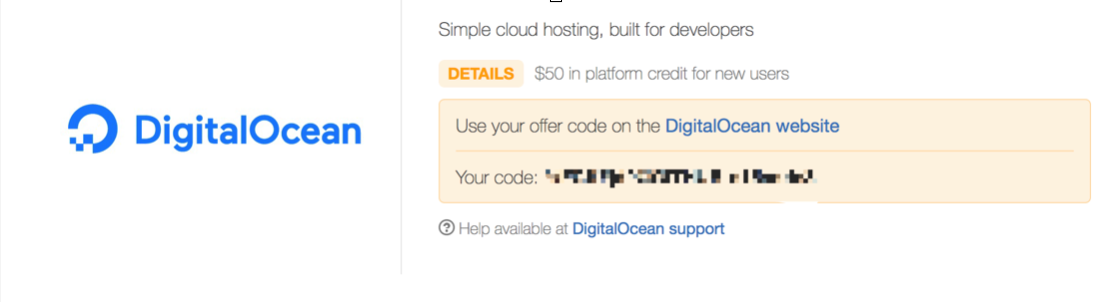 DigitalOcean
Simple cloud hosting, built for developers
DETAILS $50 in platform credit for new users
Use your offer code on the DigitalOcean website
Your code:
Help available at DigitalOcean support